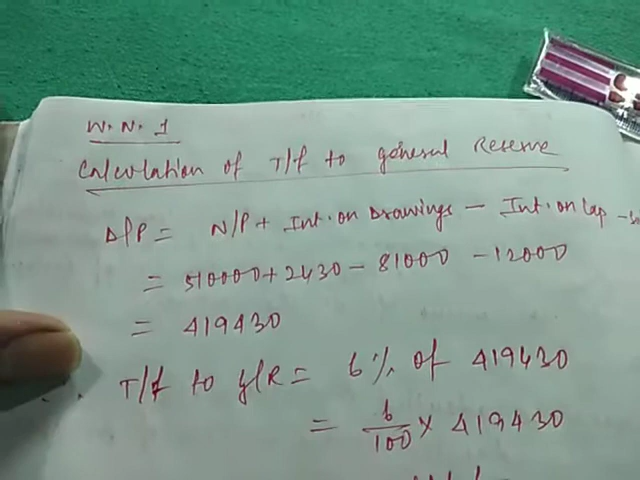 W.N.1
Calculation of T/f to general Reserve
D/P = N/P + Int. on Drawings - Int. on Cap
= 510000 + 2430 - 81000 - 12000
= 419430
T/f to G/R = 6% of 419430
= 6/100 × 419430